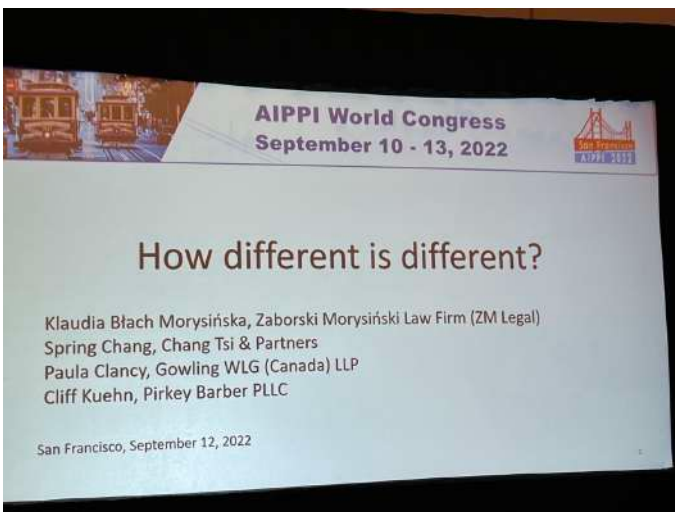 AIPPI World Congress
September 10 - 13, 2022
San Francisco
AIPPI 2022
How different is different?
Klaudia Błach Morysińska, Zaborski Morysiński Law Firm (ZM Legal)
Spring Chang, Chang Tsi & Partners
Paula Clancy, Gowling WLG (Canada) LLP
Cliff Kuehn, Pirkey Barber PLLC
San Francisco, September 12, 2022